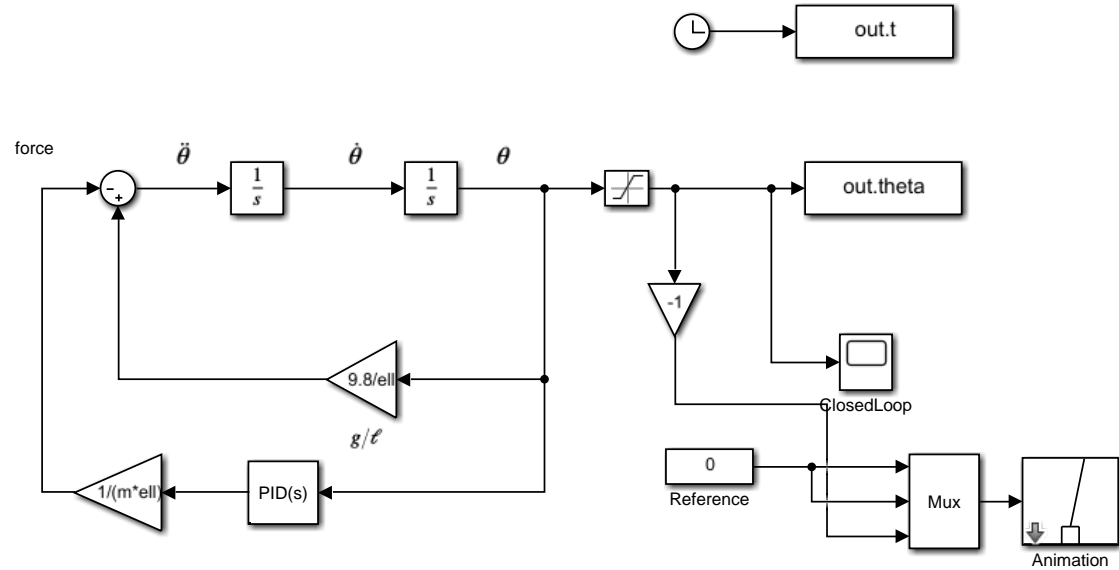 out.t
force
θ̈
θ̇
θ
-
+
1
s
1
s
out.theta
-1
9.8/ell
ClosedLoop
g/ℓ
0
Reference
1/(m*ell)
PID(s)
Mux
Animation